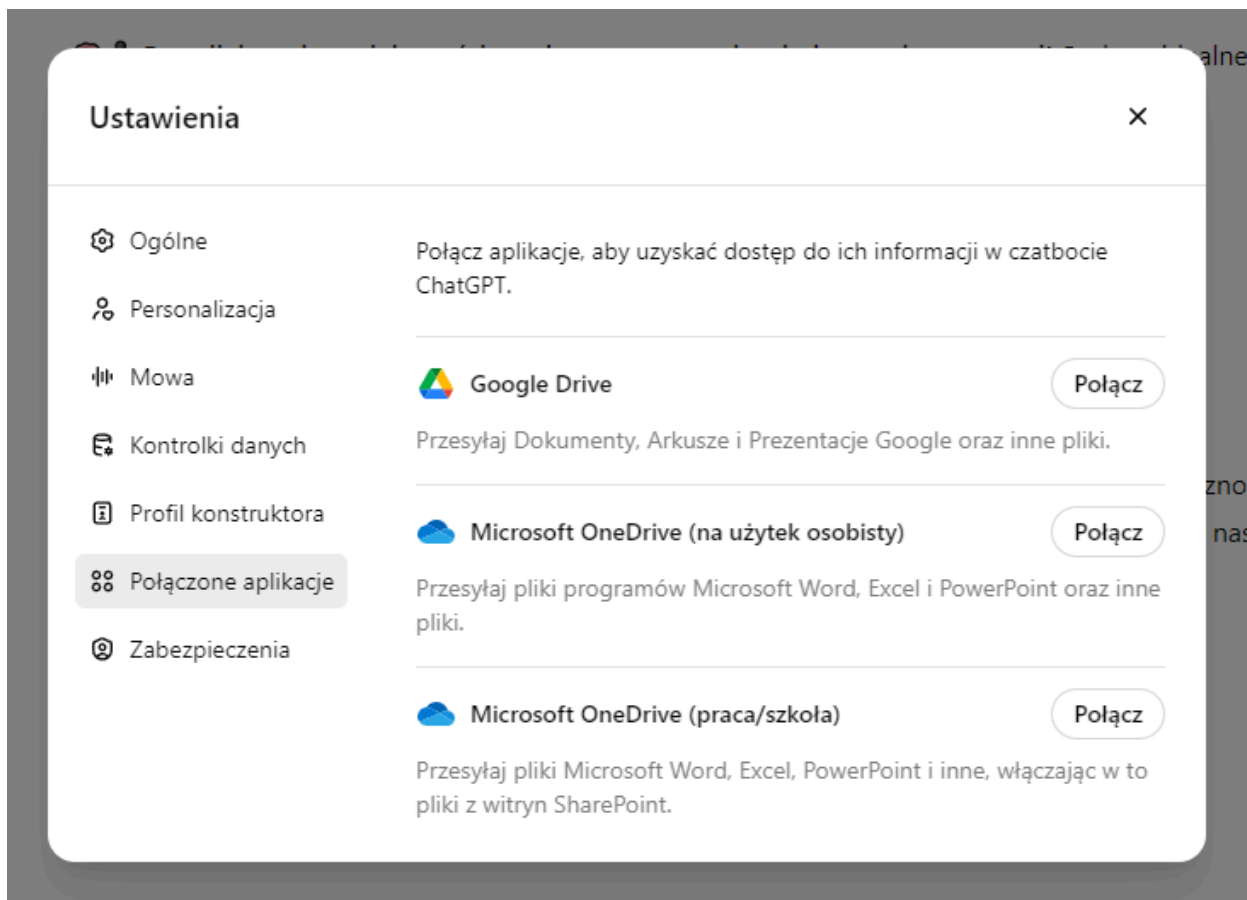 alne
Ustawienia
Ogólne
Personalizacja
Mowa
Kontrolki danych
Profil konstruktora
Połączone aplikacje
Zabezpieczenia
Połącz aplikacje, aby uzyskać dostęp do ich informacji w czatbocie
ChatGPT.
Google Drive
Połącz
Przesyłaj Dokumenty, Arkusze i Prezentacje Google oraz inne pliki.
Microsoft OneDrive (na użytek osobisty)
Połącz
Przesyłaj pliki programów Microsoft Word, Excel i PowerPoint oraz inne
pliki.
Microsoft OneDrive (praca/szkoła)
Połącz
Przesyłaj pliki Microsoft Word, Excel, PowerPoint i inne, włączając w to
pliki z witryn SharePoint.
zno
nas